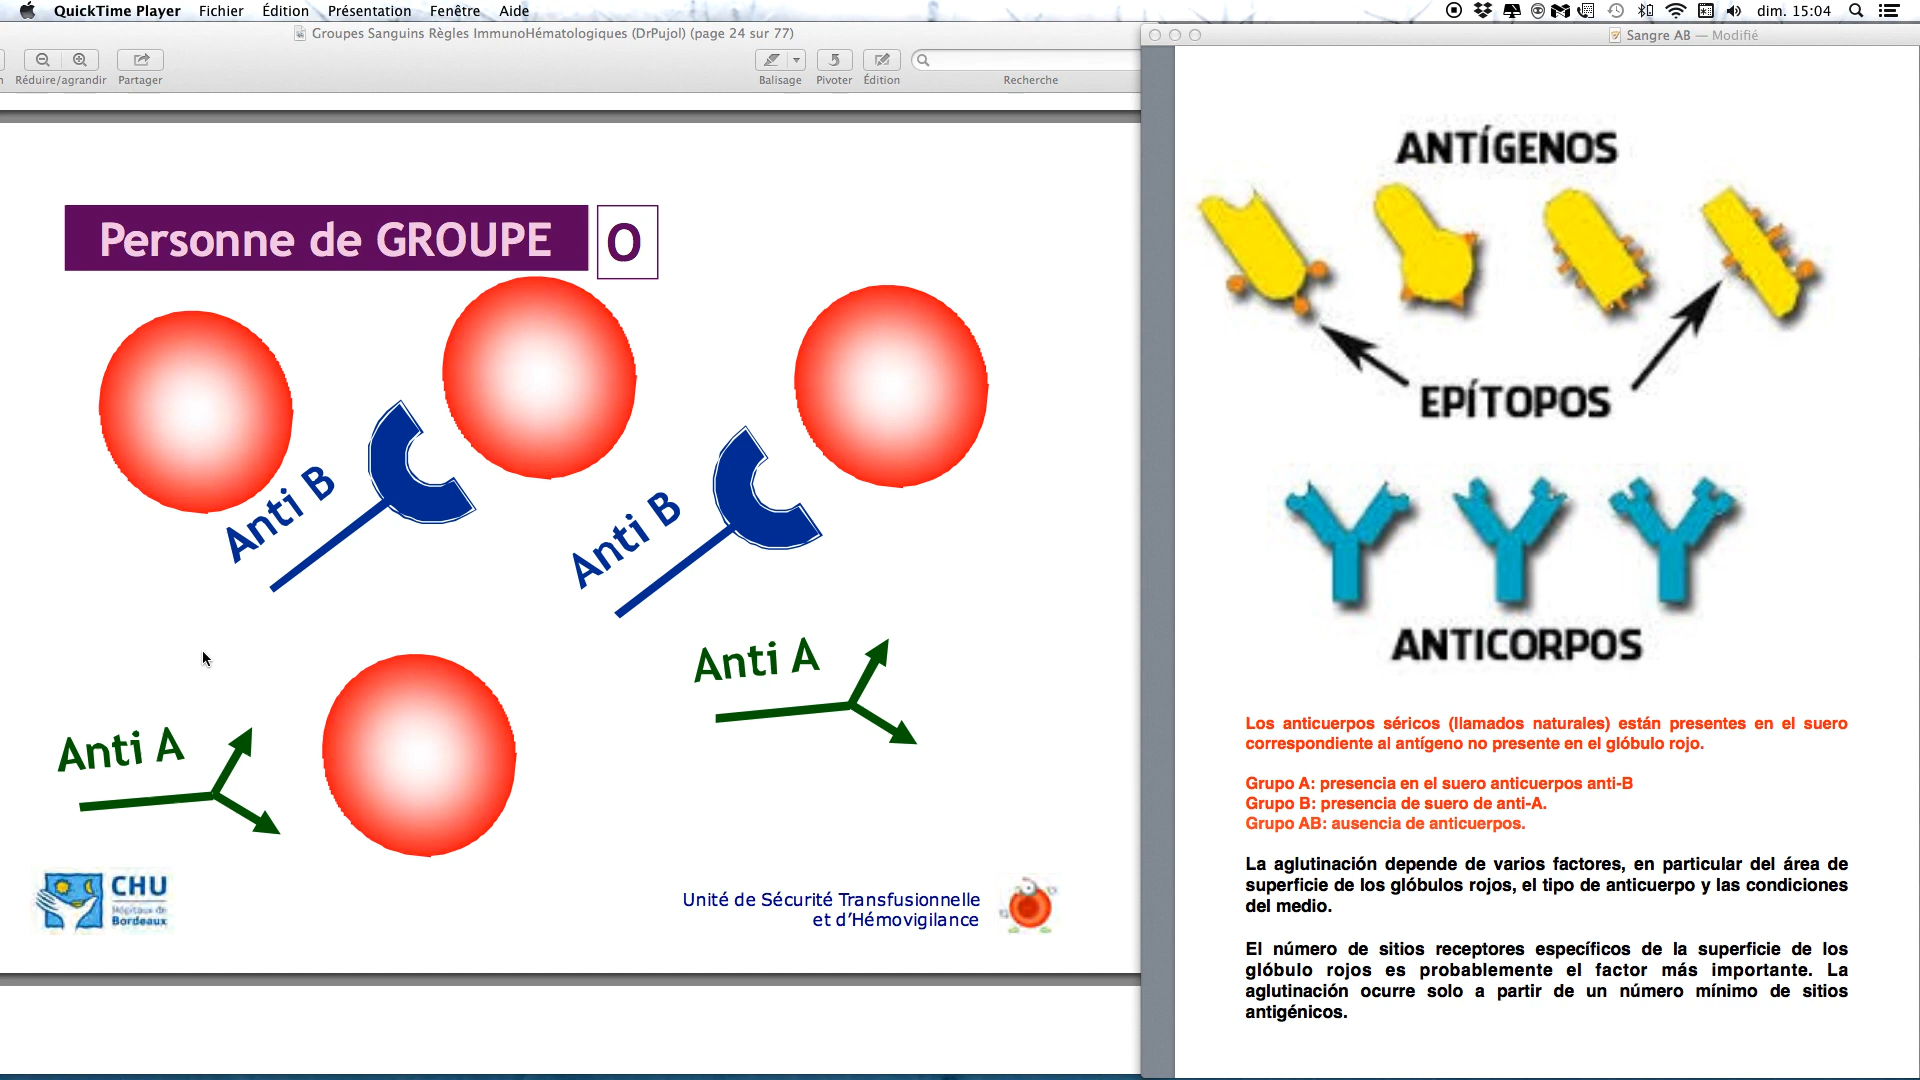 QuickTime Player Fichier Édition Présentation Fenêtre Aide
dim. 15:04
Groupes Sanguins Règles ImmunoHématologiques (DrPujol) (page 24 sur 77)
Réduire/agrandir Partager Balisage Pivoter Édition Recherche
Personne de GROUPE O
Anti B
Anti B
Anti A
Anti A
CHU
Hôpitaux de
Bordeaux
Unité de Sécurité Transfusionnelle
et d'Hémovigilance
Sangre AB — Modifié
ANTÍGENOS
EPÍTOPOS
ANTICORPOS
Los anticuerpos séricos (llamados naturales) están presentes en el suero
correspondiente al antígeno no presente en el glóbulo rojo.
Grupo A: presencia en el suero anticuerpos anti-B
Grupo B: presencia de suero de anti-A.
Grupo AB: ausencia de anticuerpos.
La aglutinación depende de varios factores, en particular del área de
superficie de los glóbulos rojos, el tipo de anticuerpo y las condiciones
del medio.
El número de sitios receptores específicos de la superficie de los
glóbulo rojos es probablemente el factor más importante. La
aglutinación ocurre solo a partir de un número mínimo de sitios
antigénicos.